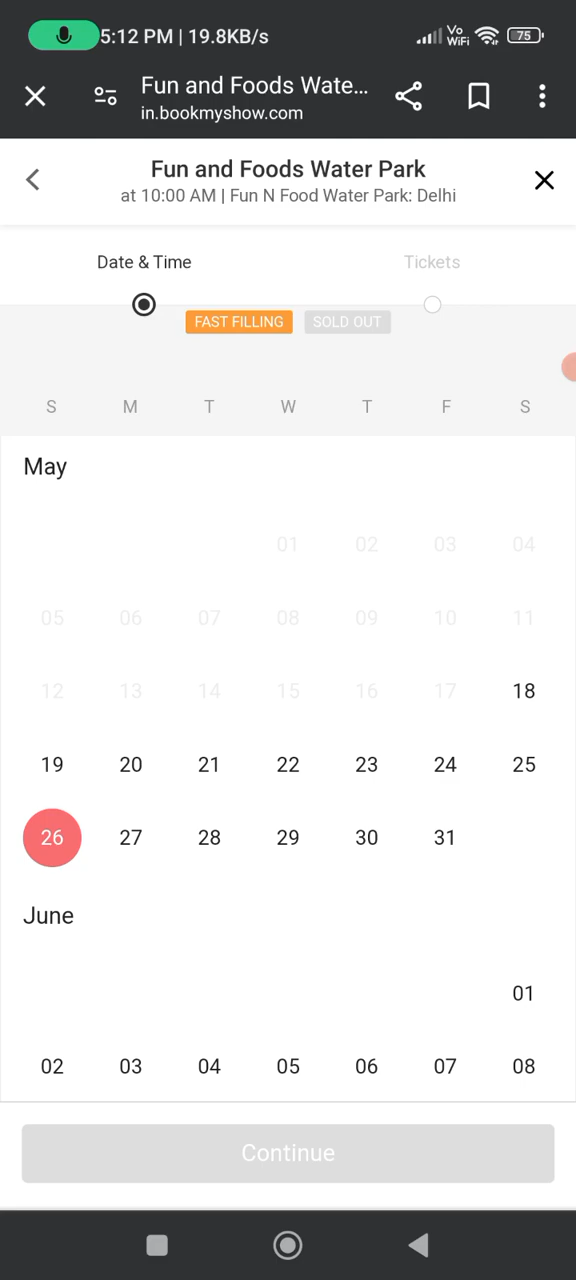 5:12 PM | 19.8KB/s Vo WiFi 75
Fun and Foods Wate...
in.bookmyshow.com
Fun and Foods Water Park
at 10:00 AM | Fun N Food Water Park: Delhi
Date & Time Tickets
FAST FILLING SOLD OUT
S M T W T F S
May
01 02 03 04
05 06 07 08 09 10 11
12 13 14 15 16 17 18
19 20 21 22 23 24 25
26 27 28 29 30 31
June
01
02 03 04 05 06 07 08
Continue